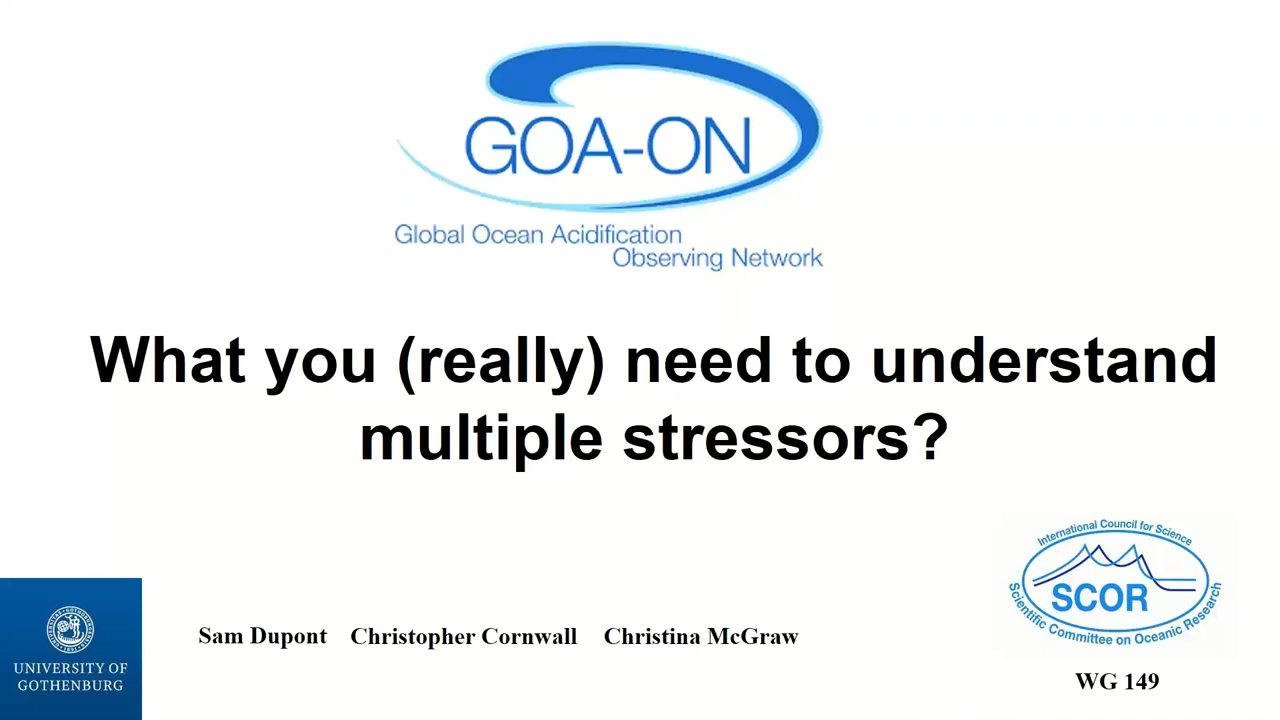 GOA-ON
Global Ocean Acidification
Observing Network
What you (really) need to understand
multiple stressors?
International Council for Science
SCOR
Scientific Committee on Oceanic Research
Sam Dupont Christopher Cornwall Christina McGraw
UNIVERSITY OF
GOTHENBURG
WG 149